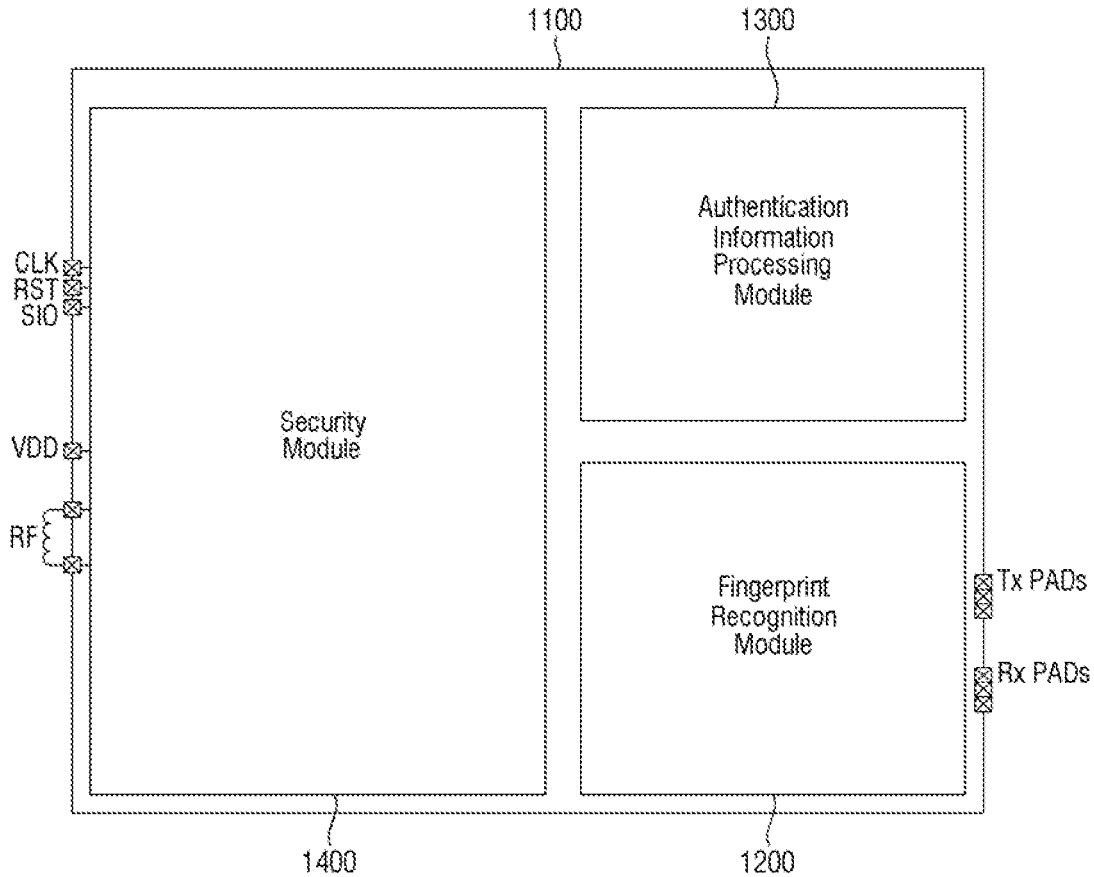 1100
1300
Authentication
Information
Processing
Module
CLK
RST
SIO
Security
Module
VDD
RF
Fingerprint
Recognition
Module
Tx PADs
Rx PADs
1400
1200